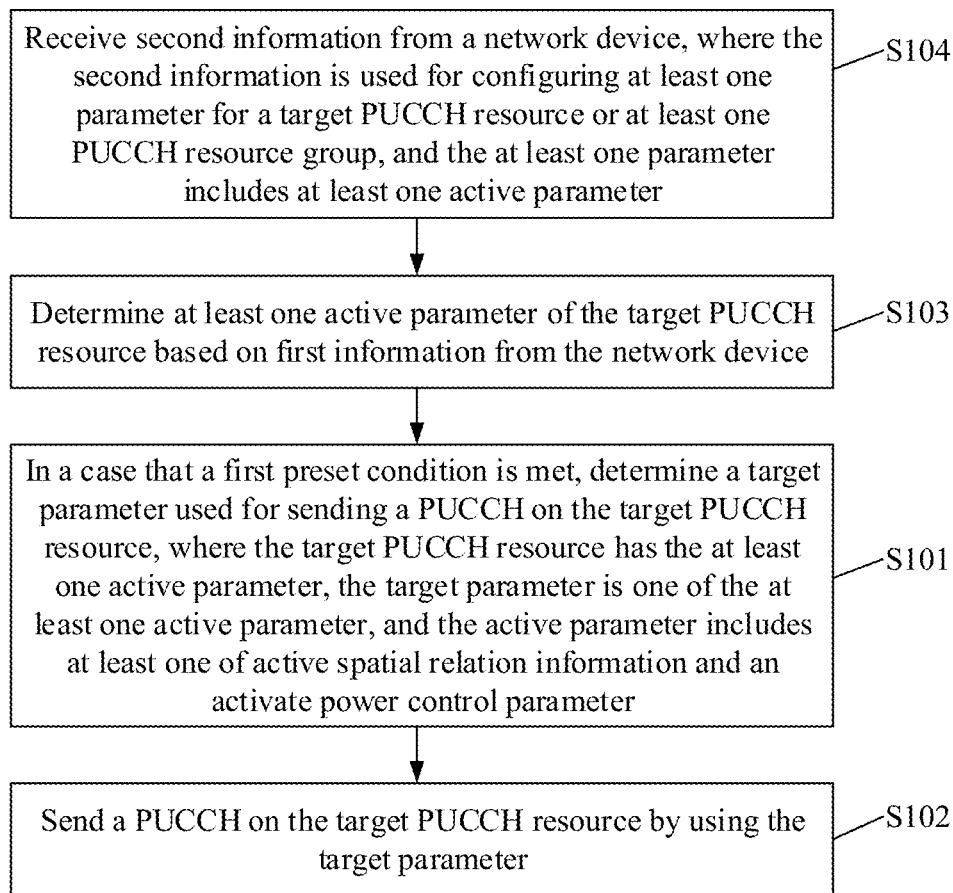 Receive second information from a network device, where the
second information is used for configuring at least one
parameter for a target PUCCH resource or at least one
PUCCH resource group, and the at least one parameter
includes at least one active parameter
S104
Determine at least one active parameter of the target PUCCH
resource based on first information from the network device
S103
In a case that a first preset condition is met, determine a target
parameter used for sending a PUCCH on the target PUCCH
resource, where the target PUCCH resource has the at least
one active parameter, the target parameter is one of the at
least one active parameter, and the active parameter includes
at least one of active spatial relation information and an
activate power control parameter
S101
Send a PUCCH on the target PUCCH resource by using the
target parameter
S102